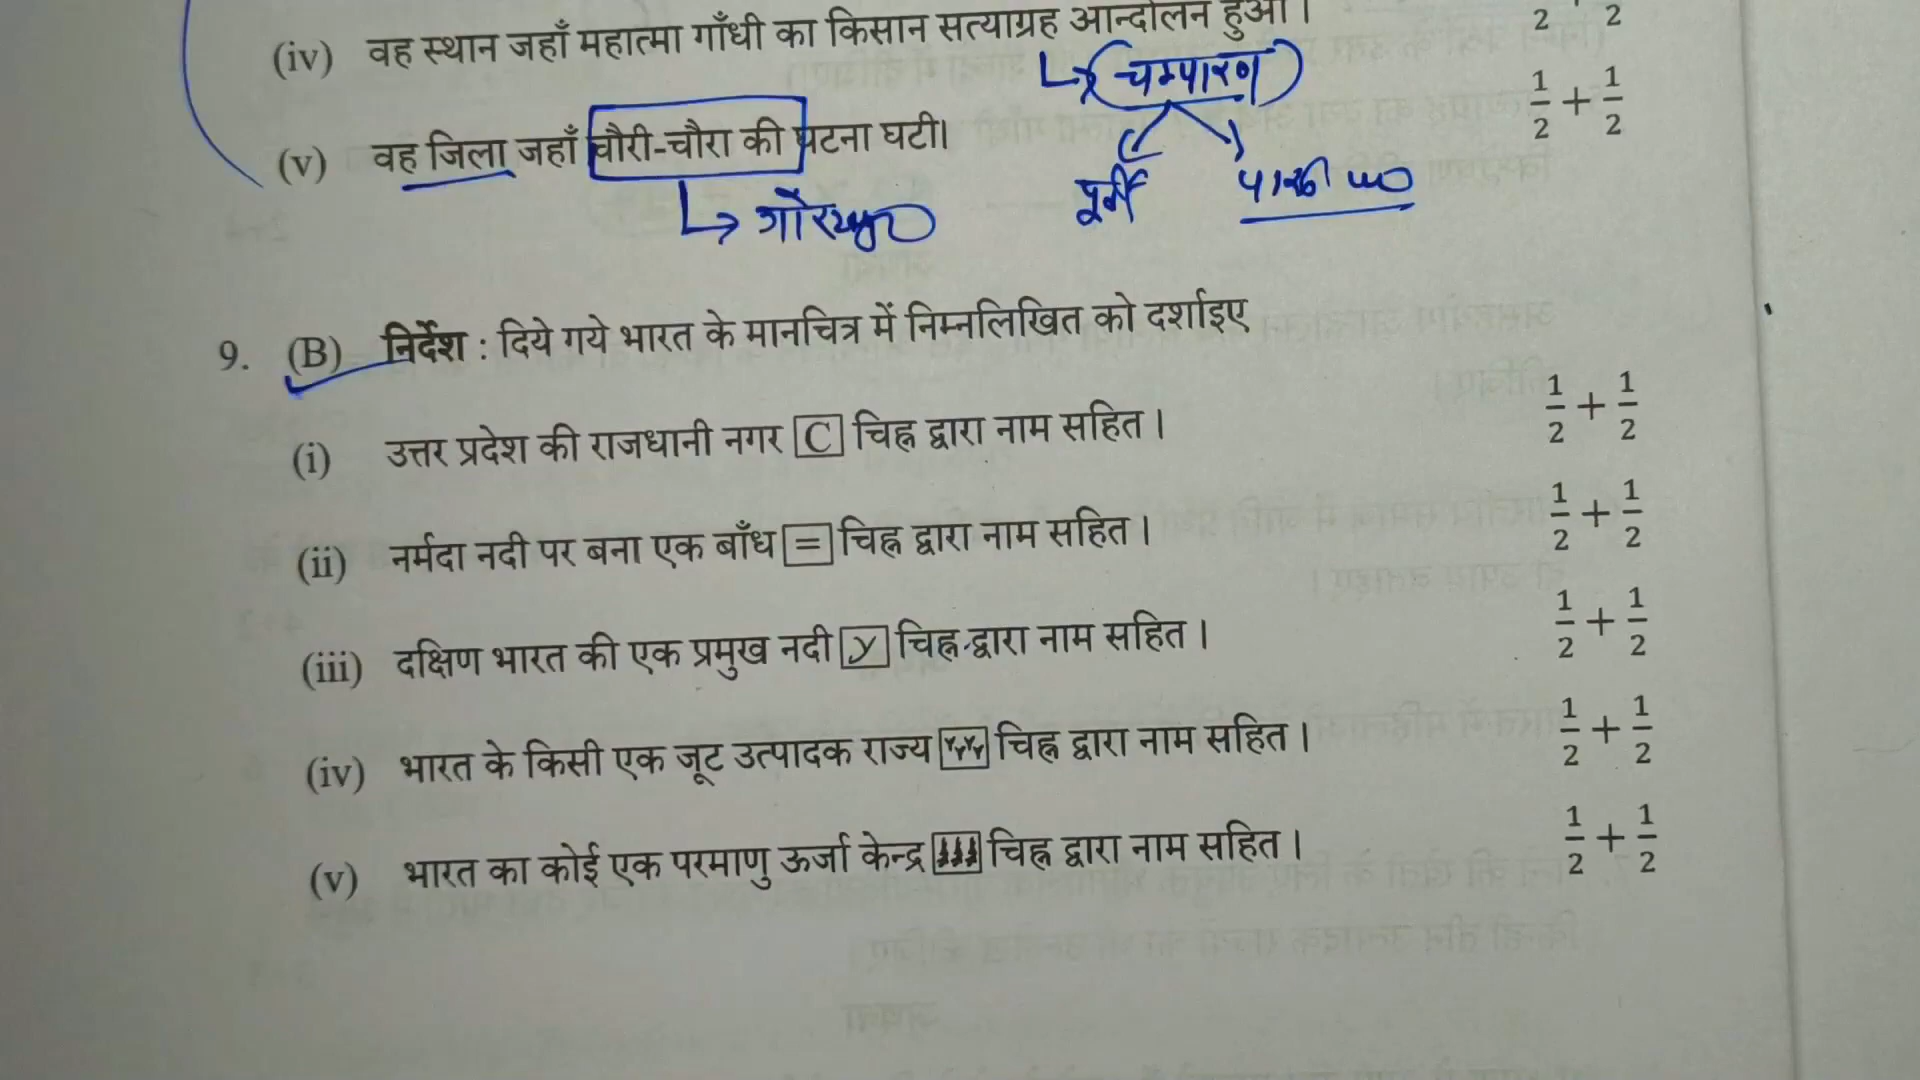 (iv) वह स्थान जहाँ महात्मा गाँधी का किसान सत्याग्रह आन्दोलन हुआ। 2 2
चम्पारण
(v) वह जिला जहाँ चौरी-चौरा की घटना घटी। 1/2 + 1/2
पूर्वी
9. (B) निर्देश : दिये गये भारत के मानचित्र में निम्नलिखित को दर्शाइए
(i) उत्तर प्रदेश की राजधानी नगर C चिह्न द्वारा नाम सहित। 1/2 + 1/2
(ii) नर्मदा नदी पर बना एक बाँध = चिह्न द्वारा नाम सहित। 1/2 + 1/2
(iii) दक्षिण भारत की एक प्रमुख नदी y चिह्न द्वारा नाम सहित। 1/2 + 1/2
(iv) भारत के किसी एक जूट उत्पादक राज्य चिह्न द्वारा नाम सहित। 1/2 + 1/2
(v) भारत का कोई एक परमाणु ऊर्जा केन्द्र चिह्न द्वारा नाम सहित। 1/2 + 1/2